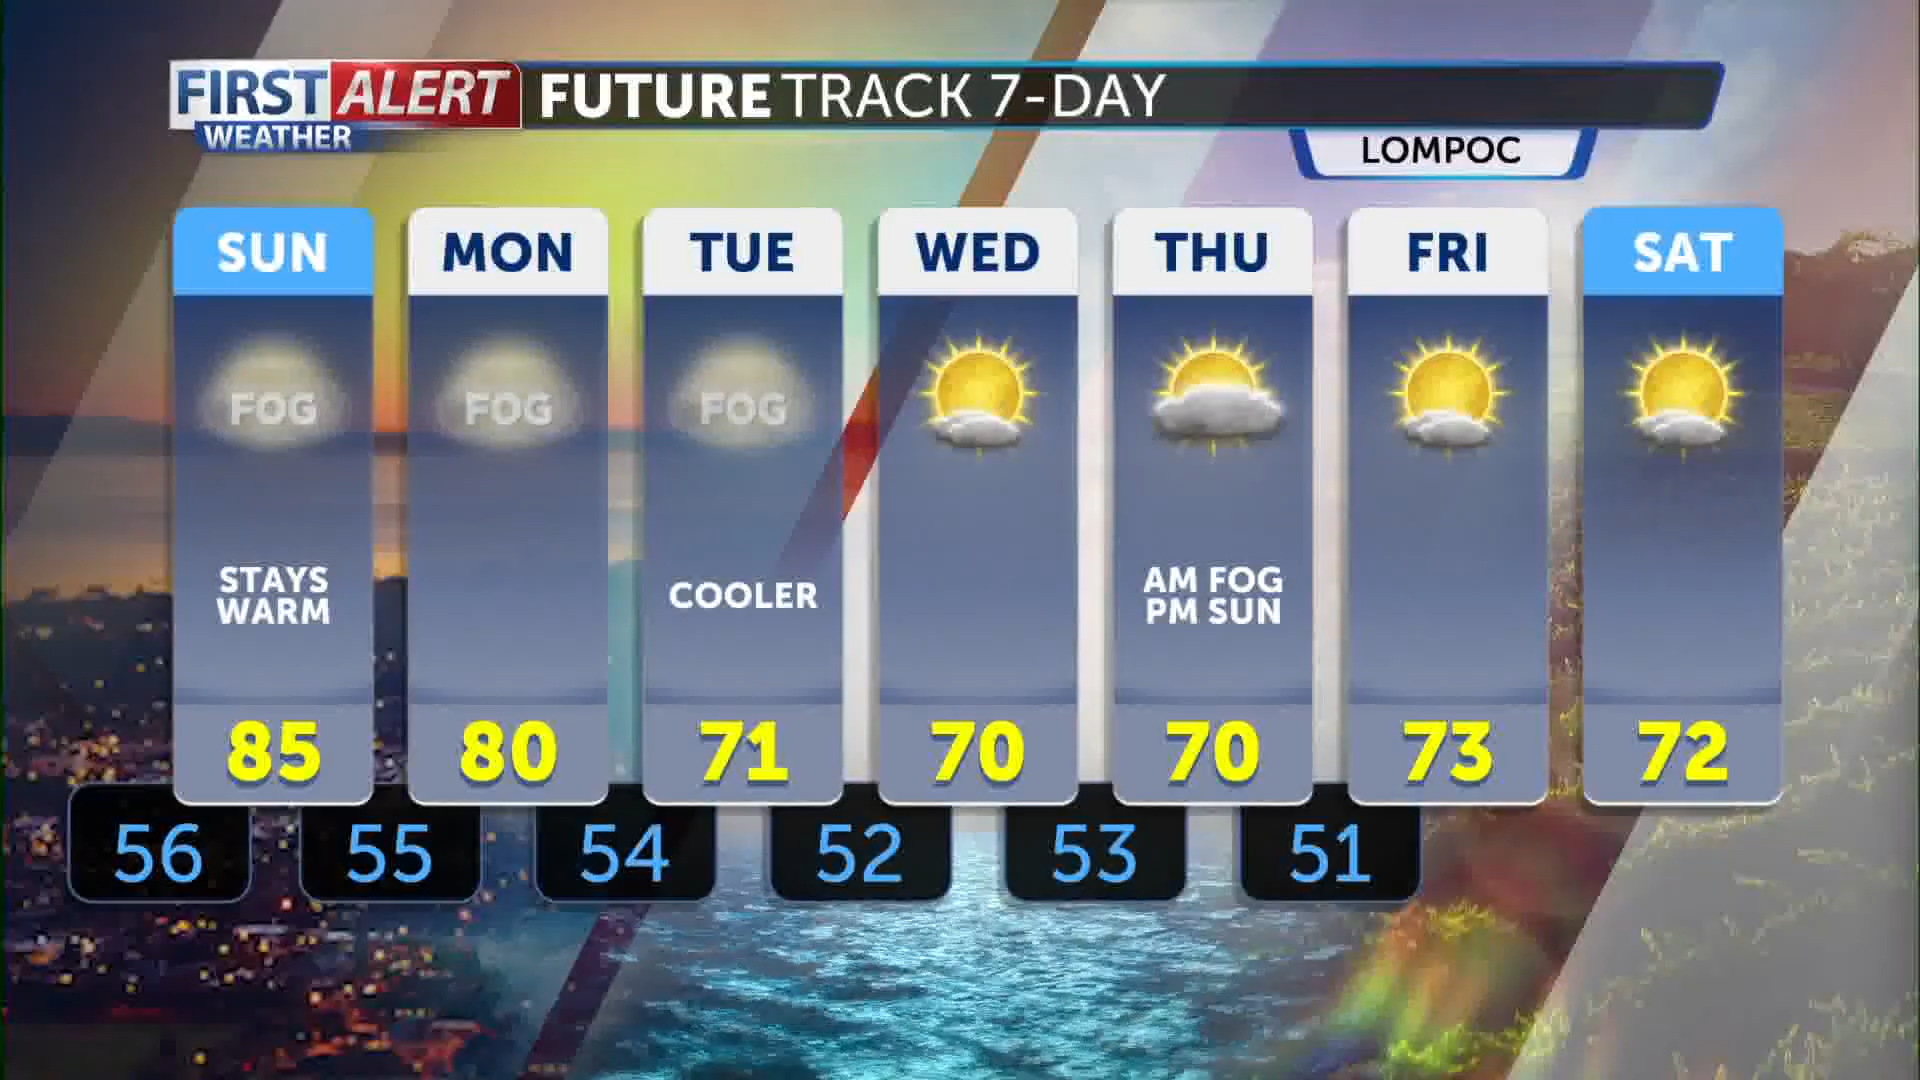 FIRST ALERT FUTURE TRACK 7-DAY
WEATHER
LOMPOC
SUN MON TUE WED THU FRI SAT
FOG FOG FOG
STAYS
WARM
COOLER
AM FOG
PM SUN
85 80 71 70 70 73 72
56 55 54 52 53 51